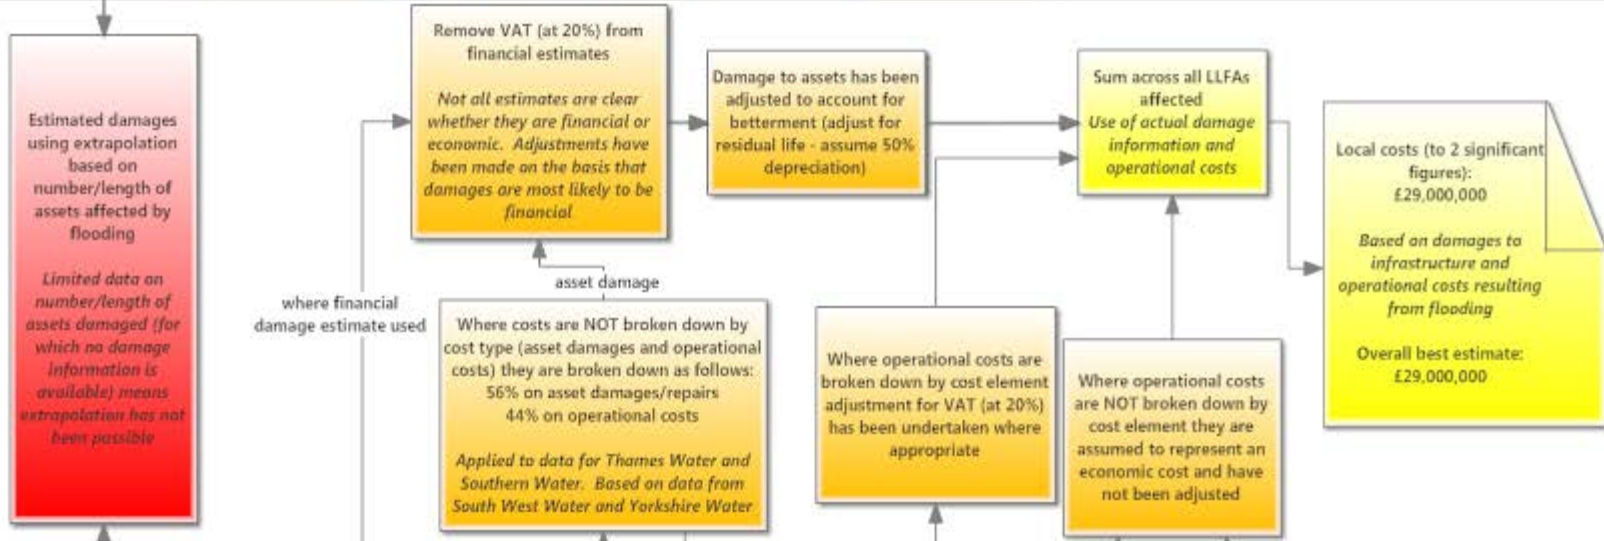 Estimated damages
using extrapolation
based on
number/length of
assets affected by
flooding
Limited data on
number/length of
assets damaged (for
which no damage
information is
available) means
extrapolation has not
been possible
where financial
damage estimate used
Remove VAT (at 20%) from
financial estimates
Not all estimates are clear
whether they are financial or
economic. Adjustments have
been made on the basis that
damages are most likely to be
financial
asset damage
Where costs are NOT broken down by
cost type (asset damages and operational
costs) they are broken down as follows:
56% on asset damages/repairs
44% on operational costs
Applied to data for Thames Water and
Southern Water. Based on data from
South West Water and Yorkshire Water
Damage to assets has been
adjusted to account for
betterment (adjust for
residual life - assume 50%
depreciation)
Where operational costs are
broken down by cost element
adjustment for VAT (at 20%)
has been undertaken where
appropriate
Sum across all LLFAs
affected
Use of actual damage
information and
operational costs
Where operational costs
are NOT broken down by
cost element they are
assumed to represent an
economic cost and have
not been adjusted
Local costs (to 2 significant
figures):
£29,000,000
Based on damages to
infrastructure and
operational costs resulting
from flooding
Overall best estimate:
£29,000,000